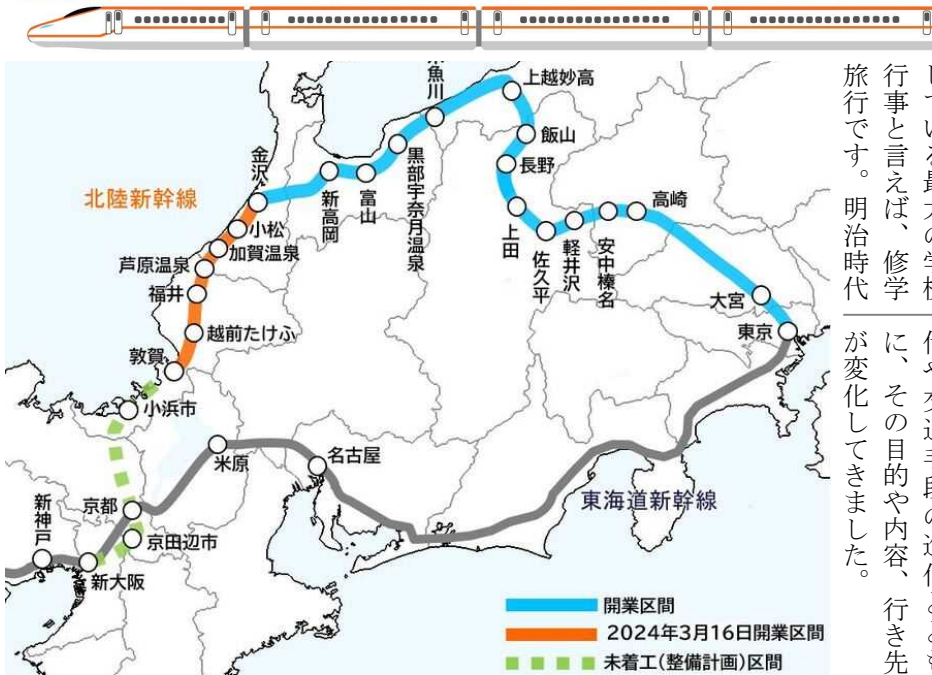 行事と言えば、修学
旅行です。明治時代
に、その目的や内容、行き先
が変化してきました。
北陸新幹線
金沢
小松
加賀温泉
芦原温泉
福井
越前たけふ
敦賀
小浜市
京都
京田辺市
新大阪
新神戸
米原
名古屋
新高岡
富山
黒部宇奈月温泉
魚川
上越妙高
飯山
長野
上田
佐久平
軽井沢
安中榛名
高崎
大宮
東京
東海道新幹線
開業区間
2024年3月16日開業区間
未着工(整備計画)区間